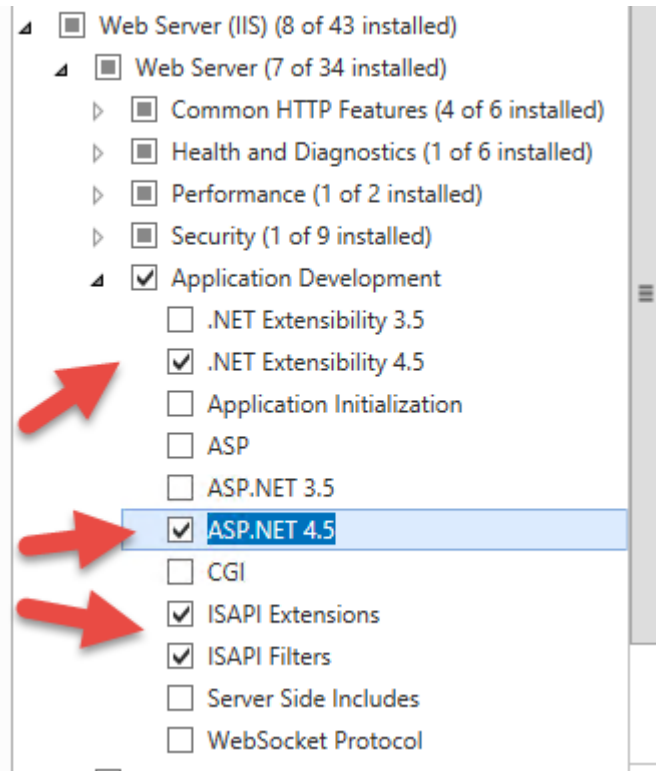 Web Server (IIS) (8 of 43 installed)
Web Server (7 of 34 installed)
Common HTTP Features (4 of 6 installed)
Health and Diagnostics (1 of 6 installed)
Performance (1 of 2 installed)
Security (1 of 9 installed)
Application Development
.NET Extensibility 3.5
.NET Extensibility 4.5
Application Initialization
ASP
ASP.NET 3.5
ASP.NET 4.5
CGI
ISAPI Extensions
ISAPI Filters
Server Side Includes
WebSocket Protocol